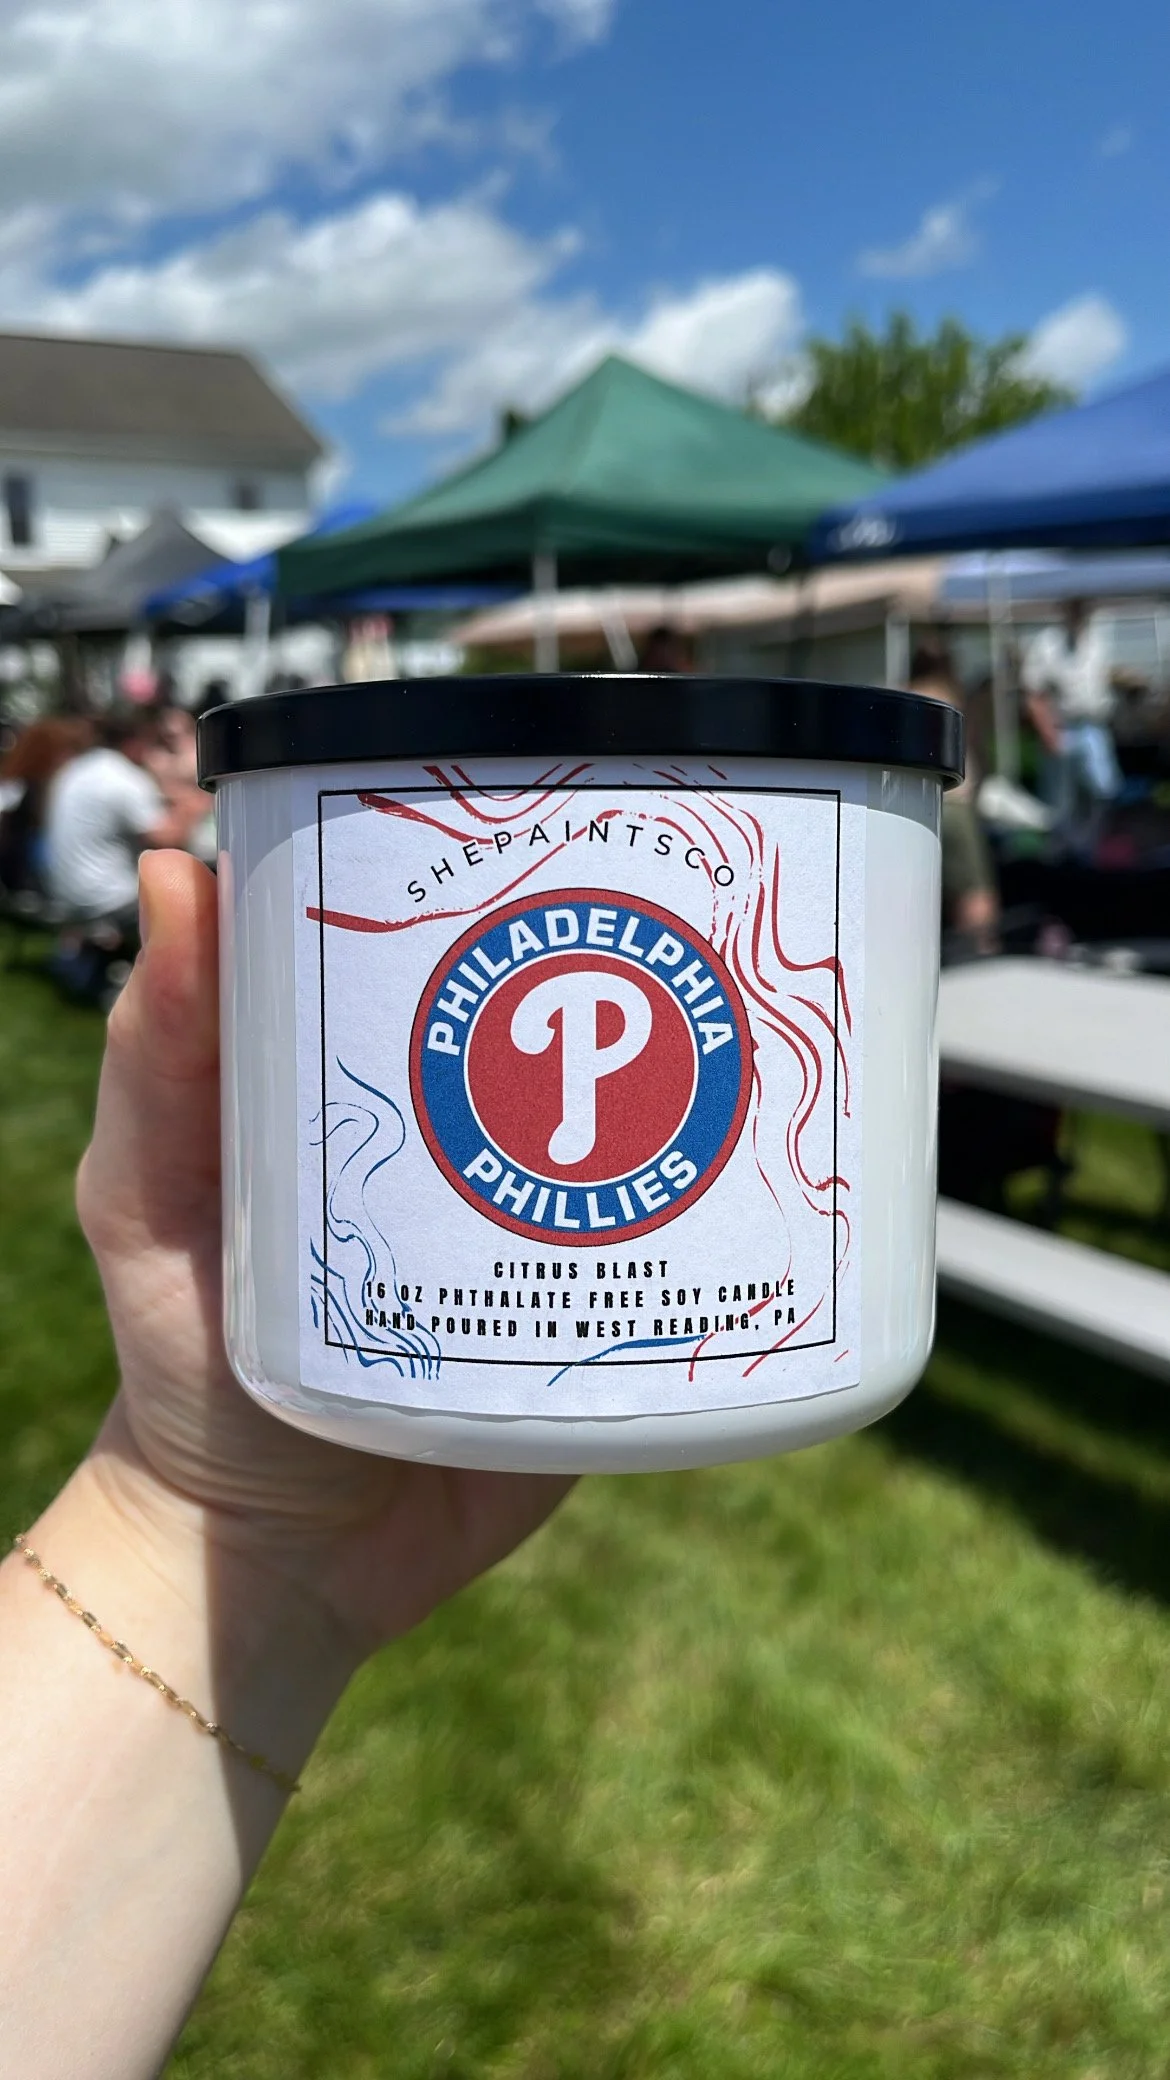 SHEPAINTSCO
PHILADELPHIA
P
PHILLIES
CITRUS BLAST
16 OZ PHTHALATE FREE SOY CANDLE
HAND POURED IN WEST READING, PA